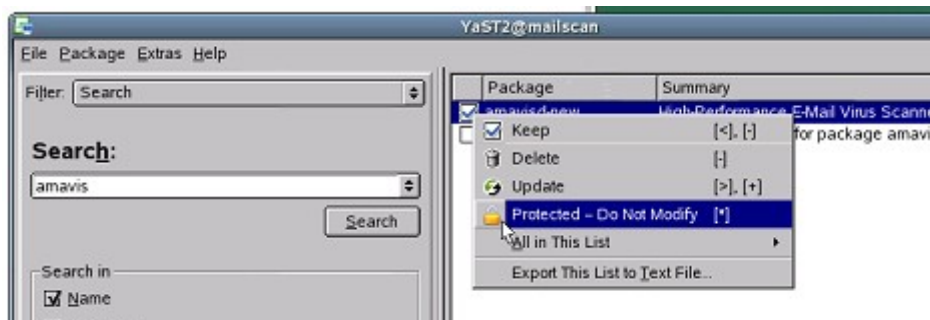 YaST2@mailscan
File Package Extras Help
Filter: Search
Search:
amavis
Search
Search in
Name
Package Summary
amavisd-new High-Performance E-Mail Virus Scanne
for package amavi
Keep [<], [-]
Delete [-]
Update [>], [+]
Protected – Do Not Modify [*]
All in This List
Export This List to Text File...